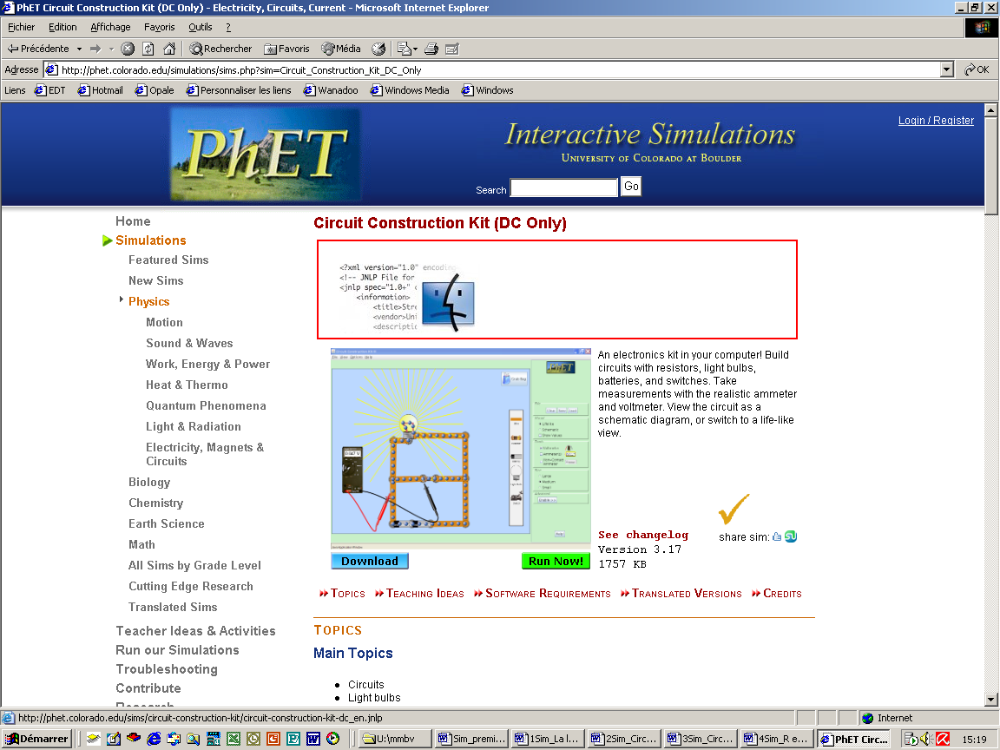 PhET Circuit Construction Kit (DC Only) - Electricity, Circuits, Current - Microsoft Internet Explorer
Fichier Edition Affichage Favoris Outils ?
Précédente Rechercher Favoris Média
Adresse http://phet.colorado.edu/simulations/sims.php?sim=Circuit_Construction_Kit_DC_Only OK
Liens EDT Hotmail Opale Personnaliser les liens Wanadoo Windows Media Windows
PhET
Interactive Simulations
University of Colorado at Boulder
Login / Register
Search Go
Home
Simulations
Featured Sims
New Sims
Physics
Motion
Sound & Waves
Work, Energy & Power
Heat & Thermo
Quantum Phenomena
Light & Radiation
Electricity, Magnets &
Circuits
Biology
Chemistry
Earth Science
Math
All Sims by Grade Level
Cutting Edge Research
Translated Sims
Teacher Ideas & Activities
Run our Simulations
Troubleshooting
Contribute
Research
Circuit Construction Kit (DC Only)
<?xml version="1.0" encodin
<!-- JNLP File for
<jnlp spec="1.0+"
<information>
<title>Stre
<vendor>Uni
<descriptic
PhET
An electronics kit in your computer! Build
circuits with resistors, light bulbs,
batteries, and switches. Take
measurements with the realistic ammeter
and voltmeter. View the circuit as a
schematic diagram, or switch to a life-like
view.
See changelog
Version 3.17
1757 KB
share sim:
Download
Run Now!
Topics Teaching Ideas Software Requirements Translated Versions Credits
Topics
Main Topics
Circuits
Light bulbs
http://phet.colorado.edu/sims/circuit-construction-kit/circuit-construction-kit-dc_en.jnlp Internet
Démarrer U:\mmbv 5Sim_premi... 1Sim_La l... 2Sim_Circ... 3Sim_Circ... 4Sim_R e... PhET Circ... 15:19